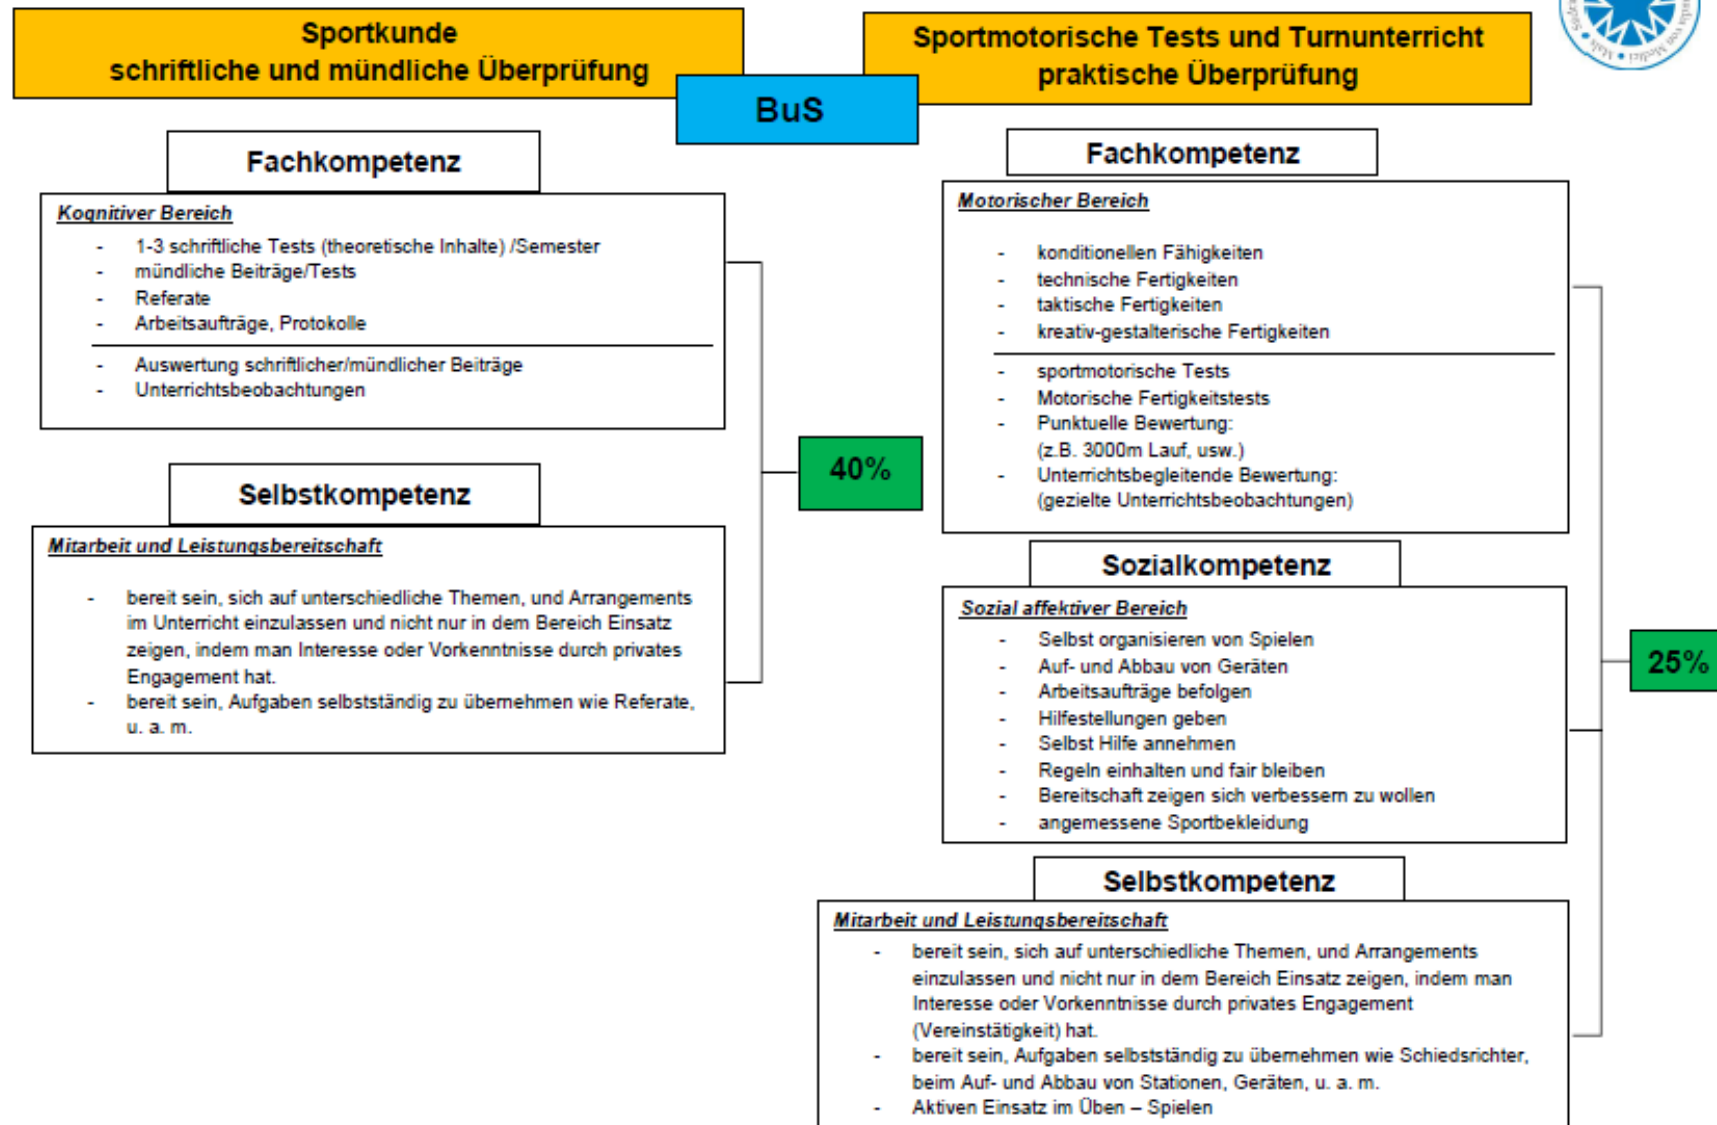 Sportkunde
schriftliche und mündliche Überprüfung
BuS
Sportmotorische Tests und Turnunterricht
praktische Überprüfung
Fachkompetenz
Kognitiver Bereich
- 1-3 schriftliche Tests (theoretische Inhalte) /Semester
- mündliche Beiträge/Tests
- Referate
- Arbeitsaufträge, Protokolle
- Auswertung schriftlicher/mündlicher Beiträge
- Unterrichtsbeobachtungen
Selbstkompetenz
Mitarbeit und Leistungsbereitschaft
- bereit sein, sich auf unterschiedliche Themen, und Arrangements
im Unterricht einzulassen und nicht nur in dem Bereich Einsatz
zeigen, indem man Interesse oder Vorkenntnisse durch privates
Engagement hat.
- bereit sein, Aufgaben selbstständig zu übernehmen wie Referate,
u. a. m.
40%
Fachkompetenz
Motorischer Bereich
- konditionellen Fähigkeiten
- technische Fertigkeiten
- taktische Fertigkeiten
- kreativ-gestalterische Fertigkeiten
- sportmotorische Tests
- Motorische Fertigkeitstests
- Punktuelle Bewertung:
(z.B. 3000m Lauf, usw.)
- Unterrichtsbegleitende Bewertung:
(gezielte Unterrichtsbeobachtungen)
Sozialkompetenz
Sozial affektiver Bereich
- Selbst organisieren von Spielen
- Auf- und Abbau von Geräten
- Arbeitsaufträge befolgen
- Hilfestellungen geben
- Selbst Hilfe annehmen
- Regeln einhalten und fair bleiben
- Bereitschaft zeigen sich verbessern zu wollen
- angemessene Sportbekleidung
25%
Selbstkompetenz
Mitarbeit und Leistungsbereitschaft
- bereit sein, sich auf unterschiedliche Themen, und Arrangements
einzulassen und nicht nur in dem Bereich Einsatz zeigen, indem man
Interesse oder Vorkenntnisse durch privates Engagement
(Vereinstätigkeit) hat.
- bereit sein, Aufgaben selbstständig zu übernehmen wie Schiedsrichter,
beim Auf- und Abbau von Stationen, Geräten, u. a. m.
- Aktiven Einsatz im Üben – Spielen